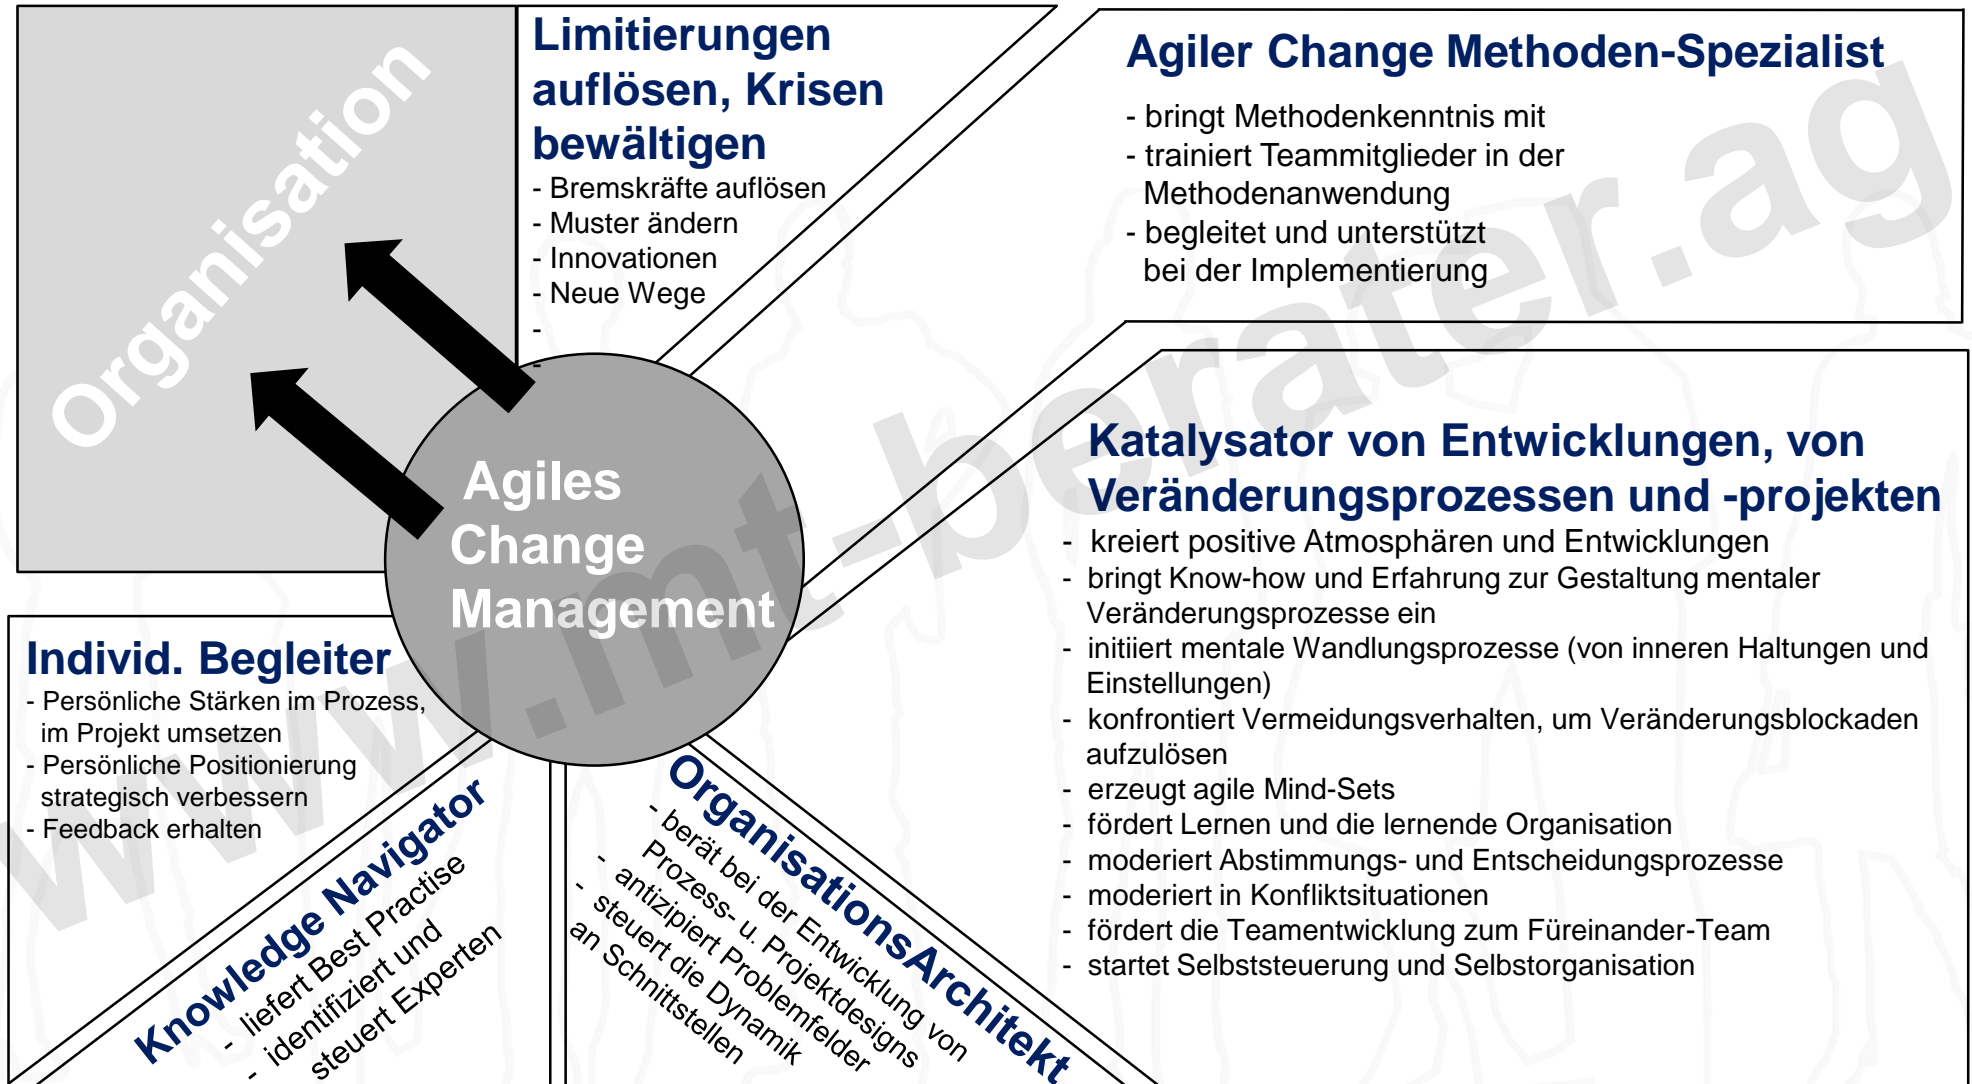 Organisation
Limitierungen
auflösen, Krisen
bewältigen
- Bremskräfte auflösen
- Muster ändern
- Innovationen
- Neue Wege
-
-
Agiler Change Methoden-Spezialist
- bringt Methodenkenntnis mit
- trainiert Teammitglieder in der
Methodenanwendung
- begleitet und unterstützt
bei der Implementierung
Agiles
Change
Management
Katalysator von Entwicklungen, von
Veränderungsprozessen und -projekten
- kreiert positive Atmosphären und Entwicklungen
- bringt Know-how und Erfahrung zur Gestaltung mentaler
Veränderungsprozesse ein
- initiiert mentale Wandlungsprozesse (von inneren Haltungen und
Einstellungen)
- konfrontiert Vermeidungsverhalten, um Veränderungsblockaden
aufzulösen
- erzeugt agile Mind-Sets
- fördert Lernen und die lernende Organisation
- moderiert Abstimmungs- und Entscheidungsprozesse
- moderiert in Konfliktsituationen
- fördert die Teamentwicklung zum Füreinander-Team
- startet Selbststeuerung und Selbstorganisation
Individ. Begleiter
- Persönliche Stärken im Prozess,
im Projekt umsetzen
- Persönliche Positionierung
strategisch verbessern
- Feedback erhalten
Knowledge Navigator
- liefert Best Practise
- identifiziert und
steuert Experten
OrganisationsArchitekt
- berät bei der Entwicklung von
Prozess- u. Projektdesigns
- antizipiert Problemfelder
- steuert die Dynamik
an Schnittstellen
www.mt-berater.ag